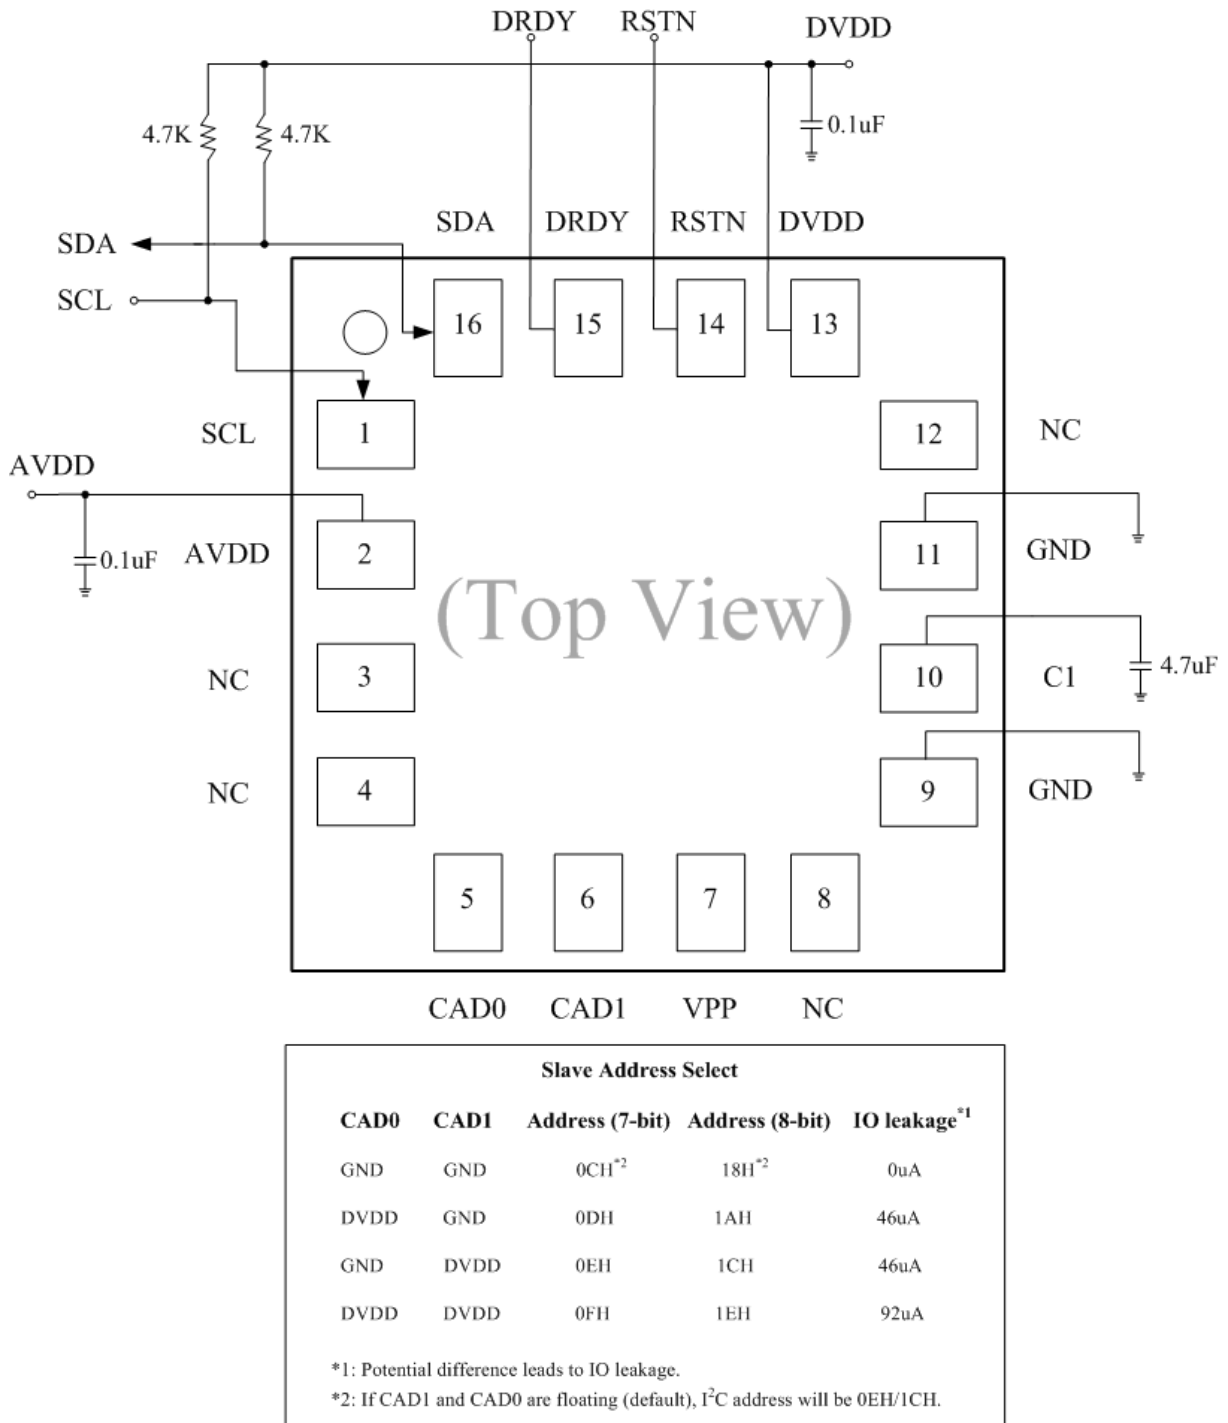 DRDY RSTN DVDD
4.7K 4.7K 0.1uF
SDA DRDY RSTN DVDD
SDA
SCL
16 15 14 13
SCL 1 12 NC
AVDD
0.1uF AVDD 2 11 GND
(Top View)
NC 3 10 C1 4.7uF
NC 4 9 GND
5 6 7 8
CAD0 CAD1 VPP NC
Slave Address Select
CAD0 CAD1 Address (7-bit) Address (8-bit) IO leakage*1
GND GND 0CH*2 18H*2 0uA
DVDD GND 0DH 1AH 46uA
GND DVDD 0EH 1CH 46uA
DVDD DVDD 0FH 1EH 92uA
*1: Potential difference leads to IO leakage.
*2: If CAD1 and CAD0 are floating (default), I2C address will be 0EH/1CH.